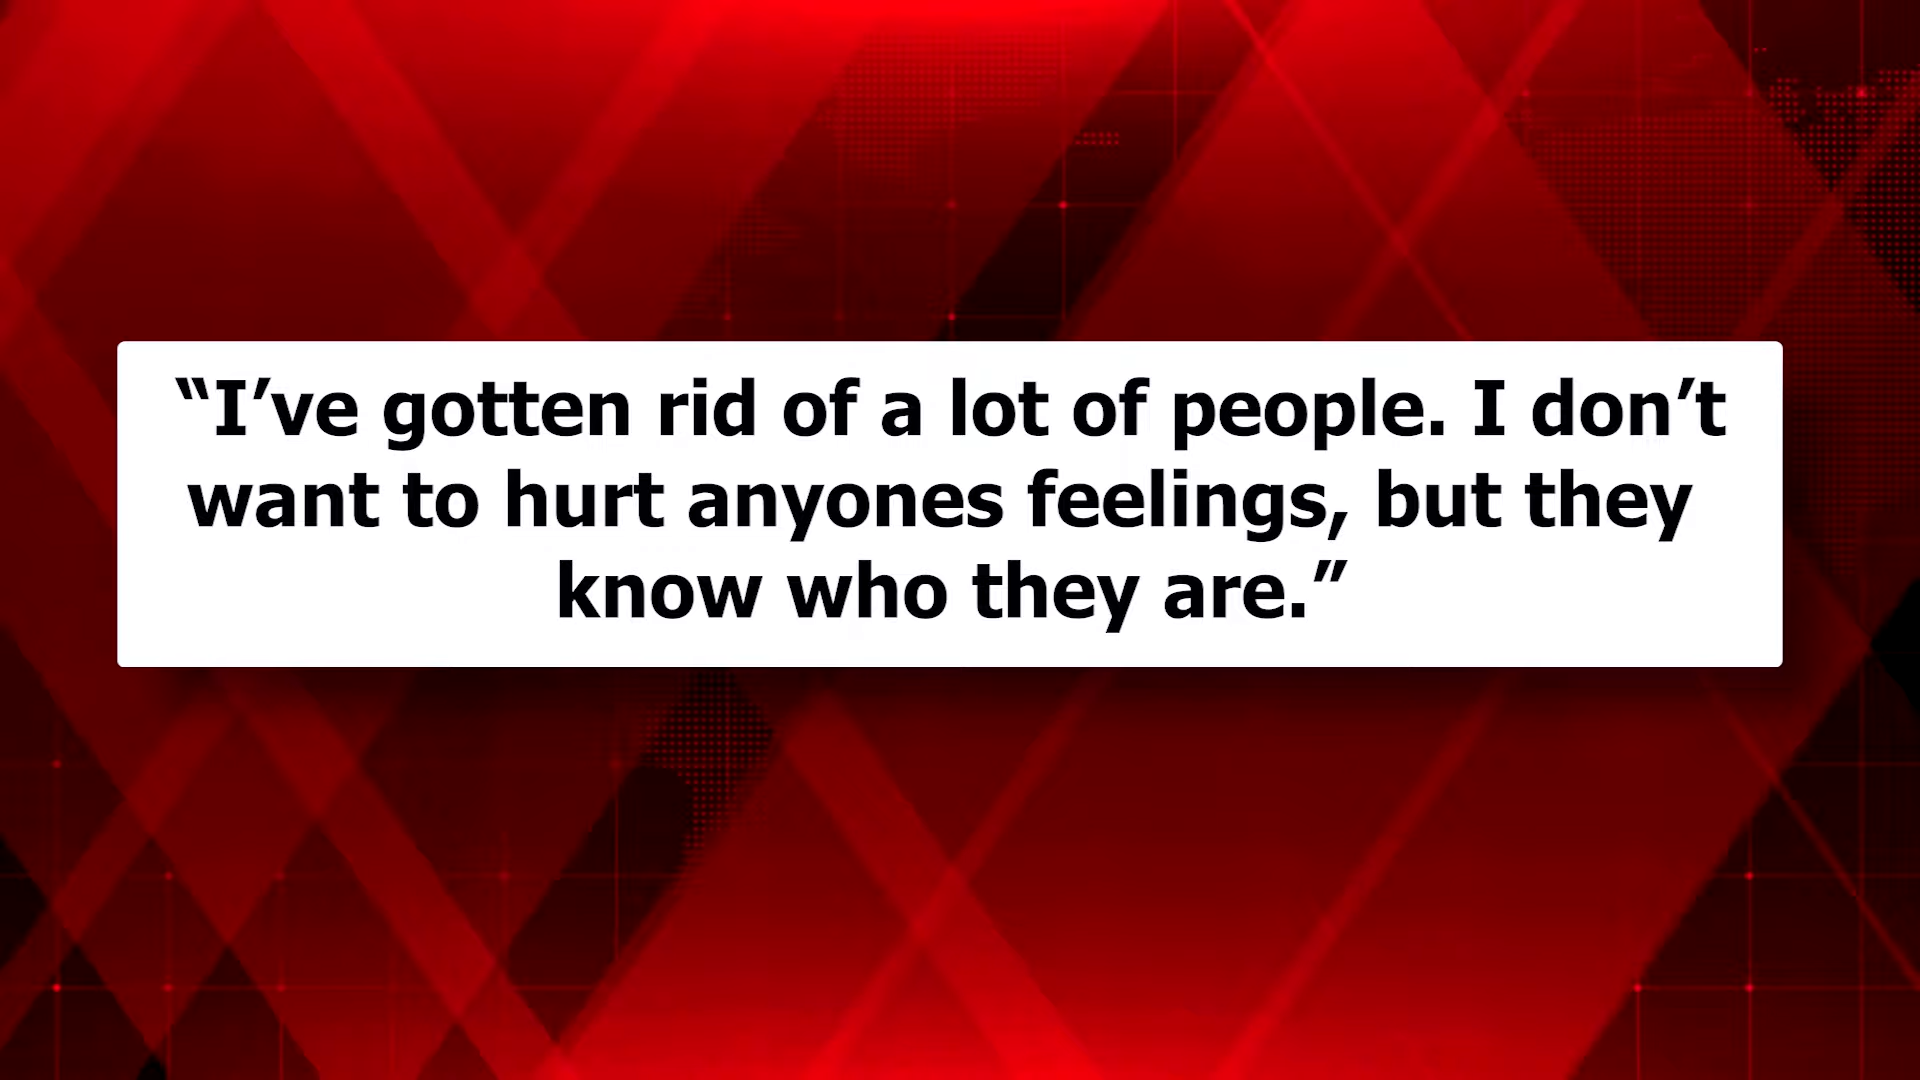 “I’ve gotten rid of a lot of people. I don’t
want to hurt anyones feelings, but they
know who they are.”